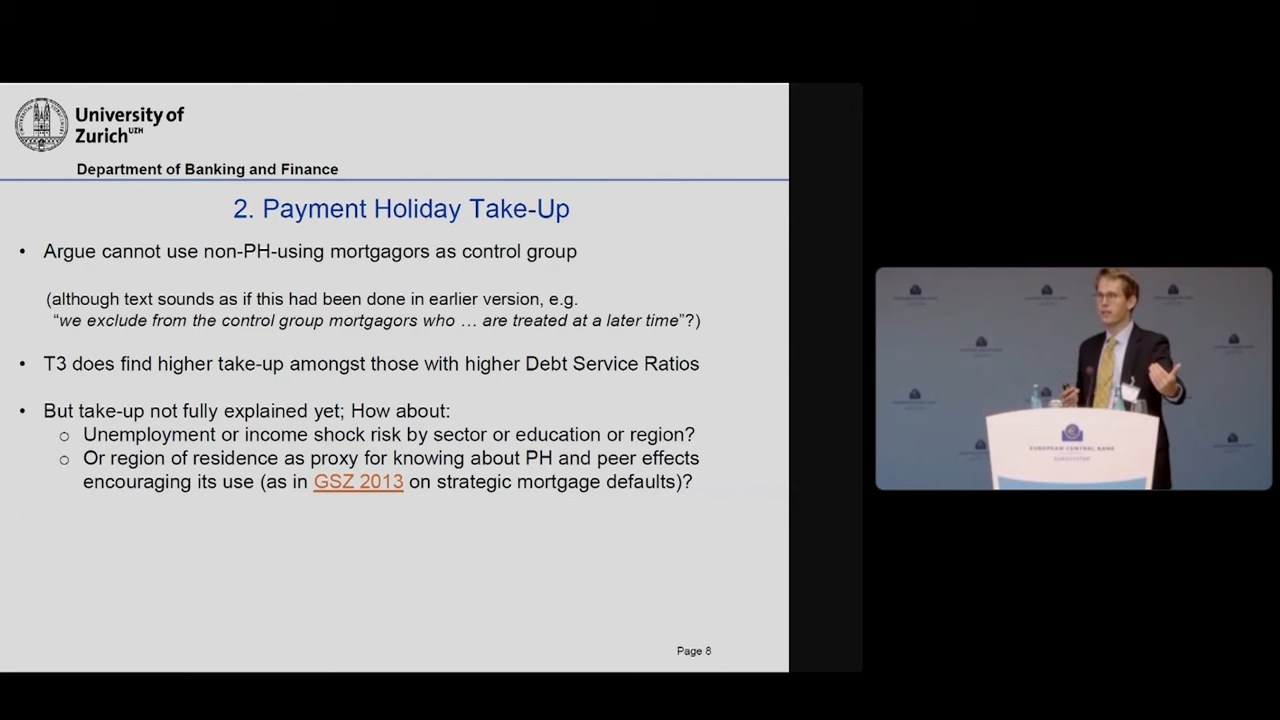 University of
Zurich UZH
Department of Banking and Finance
2. Payment Holiday Take-Up
• Argue cannot use non-PH-using mortgagors as control group
(although text sounds as if this had been done in earlier version, e.g.
"we exclude from the control group mortgagors who … are treated at a later time"?)
• T3 does find higher take-up amongst those with higher Debt Service Ratios
• But take-up not fully explained yet; How about:
o Unemployment or income shock risk by sector or education or region?
o Or region of residence as proxy for knowing about PH and peer effects
encouraging its use (as in GSZ 2013 on strategic mortgage defaults)?
Page 8
EUROPEAN CENTRAL BANK
EUROSYSTEM